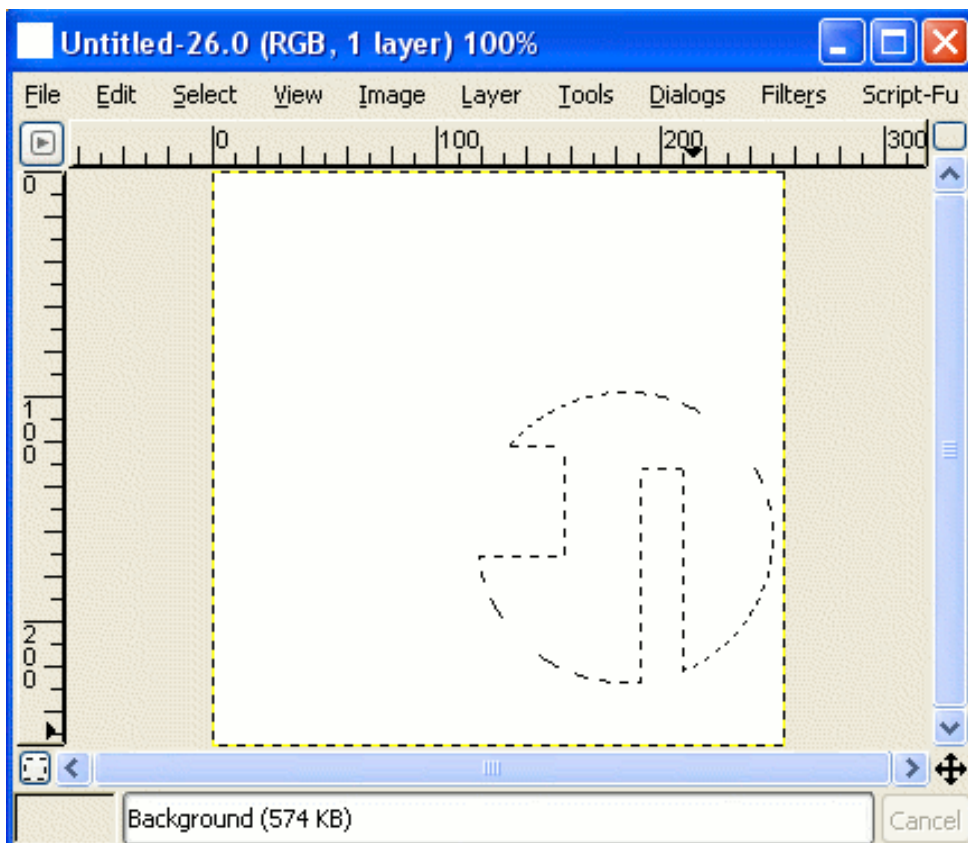 Untitled-26.0 (RGB, 1 layer) 100%
File Edit Select View Image Layer Tools Dialogs Filters Script-Fu
0 100 200 300
0
100
200
Background (574 KB) Cancel